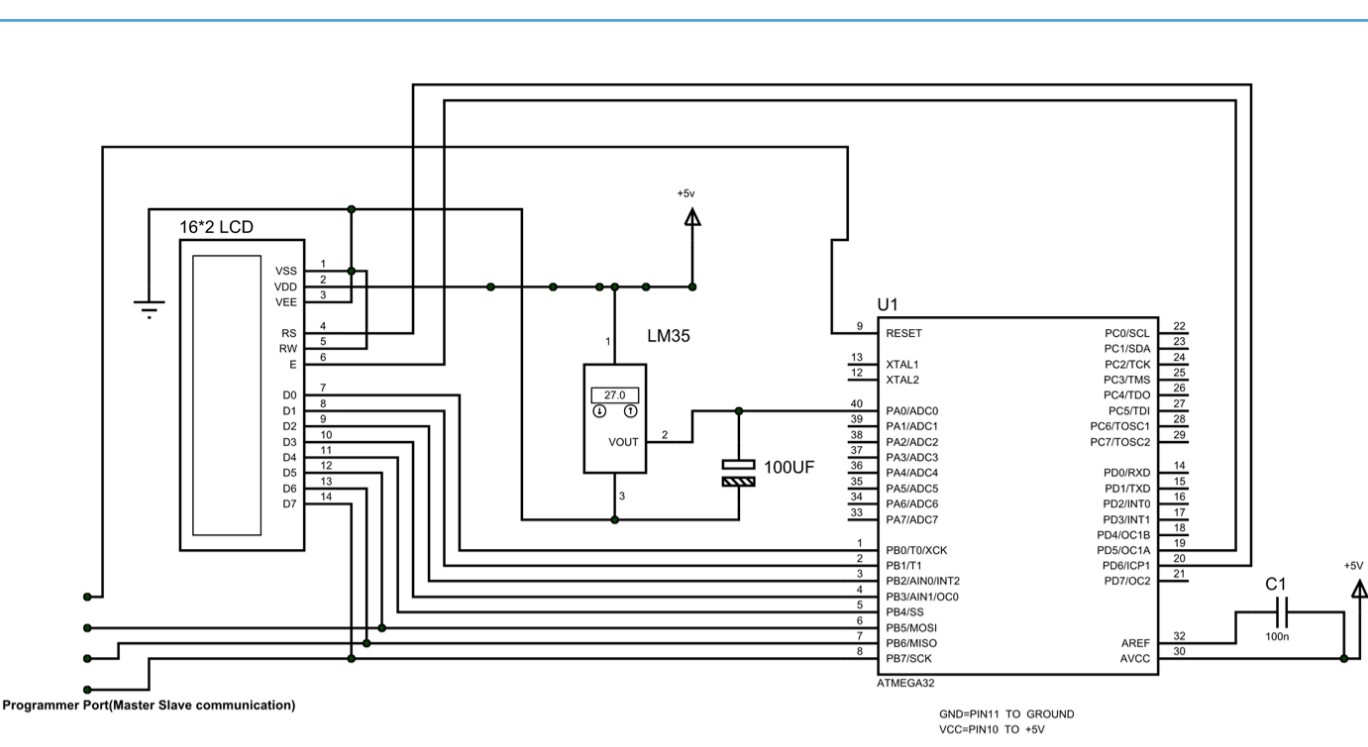 +5v
16*2 LCD
VSS 1
VDD 2
VEE 3
RS 4
RW 5
E 6
D0 7
D1 8
D2 9
D3 10
D4 11
D5 12
D6 13
D7 14
LM35
1
27.0
VOUT 2
3
100UF
U1
9 RESET
13 XTAL1
12 XTAL2
40 PA0/ADC0
39 PA1/ADC1
38 PA2/ADC2
37 PA3/ADC3
36 PA4/ADC4
35 PA5/ADC5
34 PA6/ADC6
33 PA7/ADC7
1 PB0/T0/XCK
2 PB1/T1
3 PB2/AIN0/INT2
4 PB3/AIN1/OC0
5 PB4/SS
6 PB5/MOSI
7 PB6/MISO
8 PB7/SCK
PC0/SCL 22
PC1/SDA 23
PC2/TCK 24
PC3/TMS 25
PC4/TDO 26
PC5/TDI 27
PC6/TOSC1 28
PC7/TOSC2 29
PD0/RXD 14
PD1/TXD 15
PD2/INT0 16
PD3/INT1 17
PD4/OC1B 18
PD5/OC1A 19
PD6/ICP1 20
PD7/OC2 21
AREF 32
AVCC 30
ATMEGA32
C1
100n
+5V
Programmer Port(Master Slave communication)
GND=PIN11 TO GROUND
VCC=PIN10 TO +5V